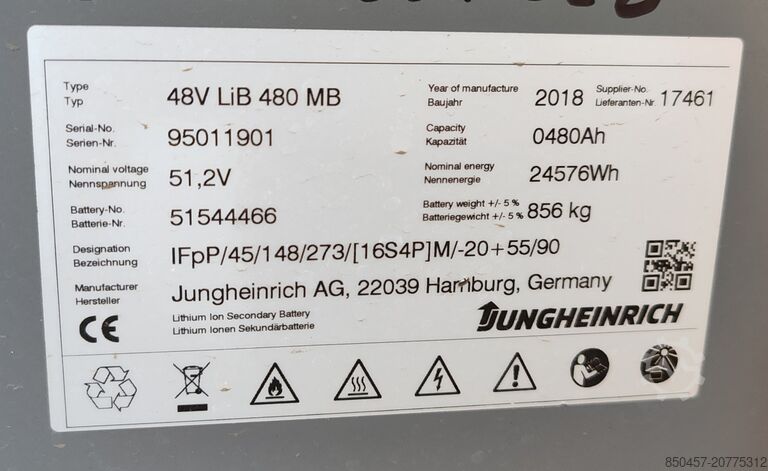 Type
Typ
48V LiB 480 MB
Year of manufacture
Baujahr
2018
Supplier-No.
Lieferanten-Nr.
17461
Serial-No.
Serien-Nr.
95011901
Capacity
Kapazität
0480Ah
Nominal voltage
Nennspannung
51,2V
Nominal energy
Nennenergie
24576Wh
Battery-No.
Batterie-Nr.
51544466
Battery weight +/- 5 %
Batteriegewicht +/- 5 %
856 kg
Designation
Bezeichnung
IFpP/45/148/273/[16S4P]M/-20+55/90
Manufacturer
Hersteller
Jungheinrich AG, 22039 Hamburg, Germany
CE
Lithium Ion Secondary Battery
Lithium Ionen Sekundärbatterie
JUNGHEINRICH
850457-20775312